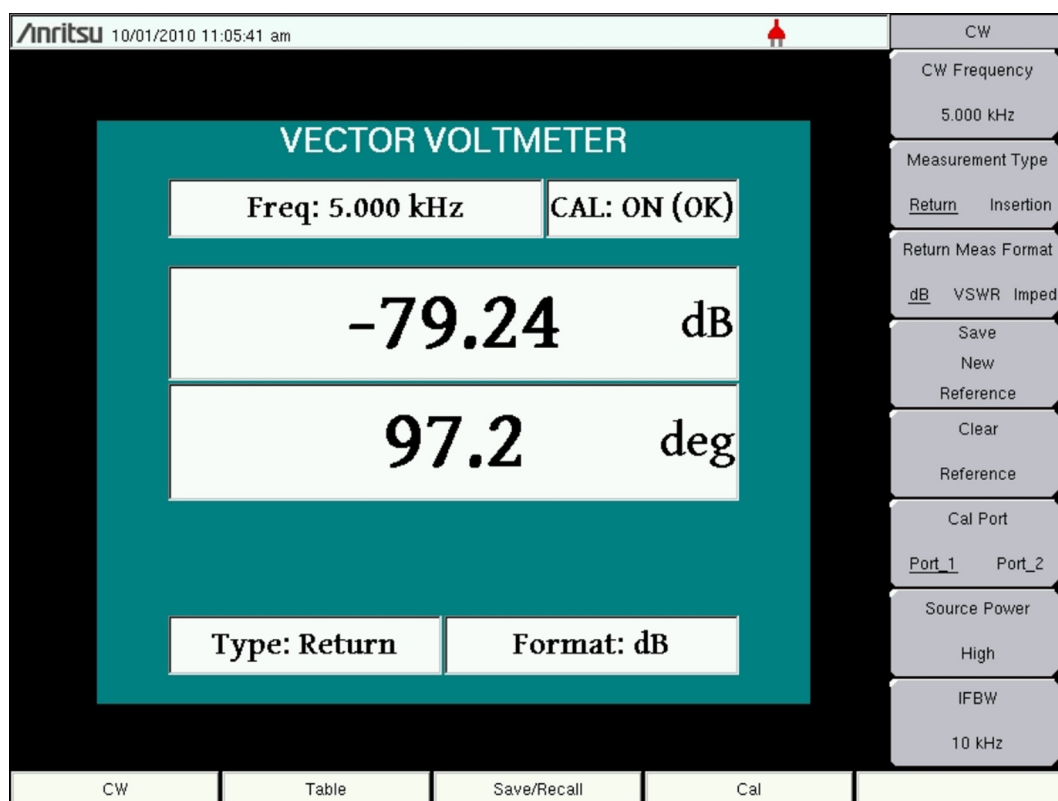 Anritsu 10/01/2010 11:05:41 am
VECTOR VOLTMETER
Freq: 5.000 kHz CAL: ON (OK)
-79.24 dB
97.2 deg
Type: Return Format: dB
CW
CW Frequency
5.000 kHz
Measurement Type
Return Insertion
Return Meas Format
dB VSWR Imped
Save
New
Reference
Clear
Reference
Cal Port
Port_1 Port_2
Source Power
High
IFBW
10 kHz
CW Table Save/Recall Cal